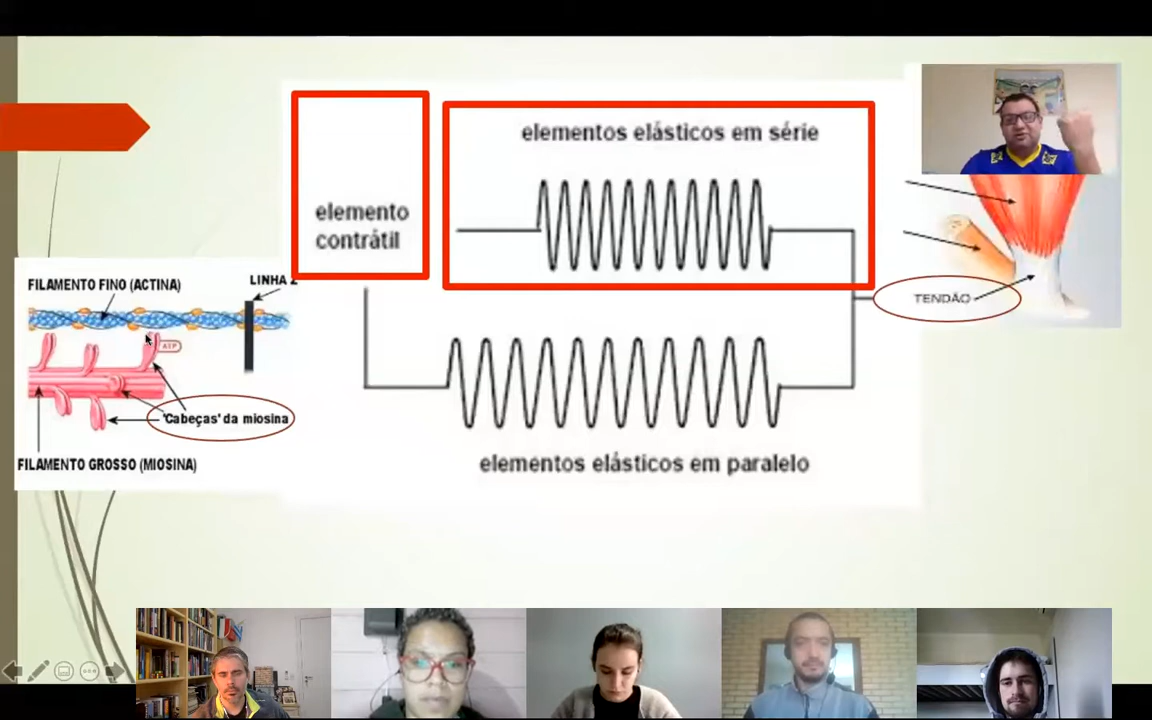 elementos elásticos em série
elemento
contrátil
FILAMENTO FINO (ACTINA)
LINHA Z
ATP
TENDÃO
'Cabeças' da miosina
FILAMENTO GROSSO (MIOSINA)
elementos elásticos em paralelo